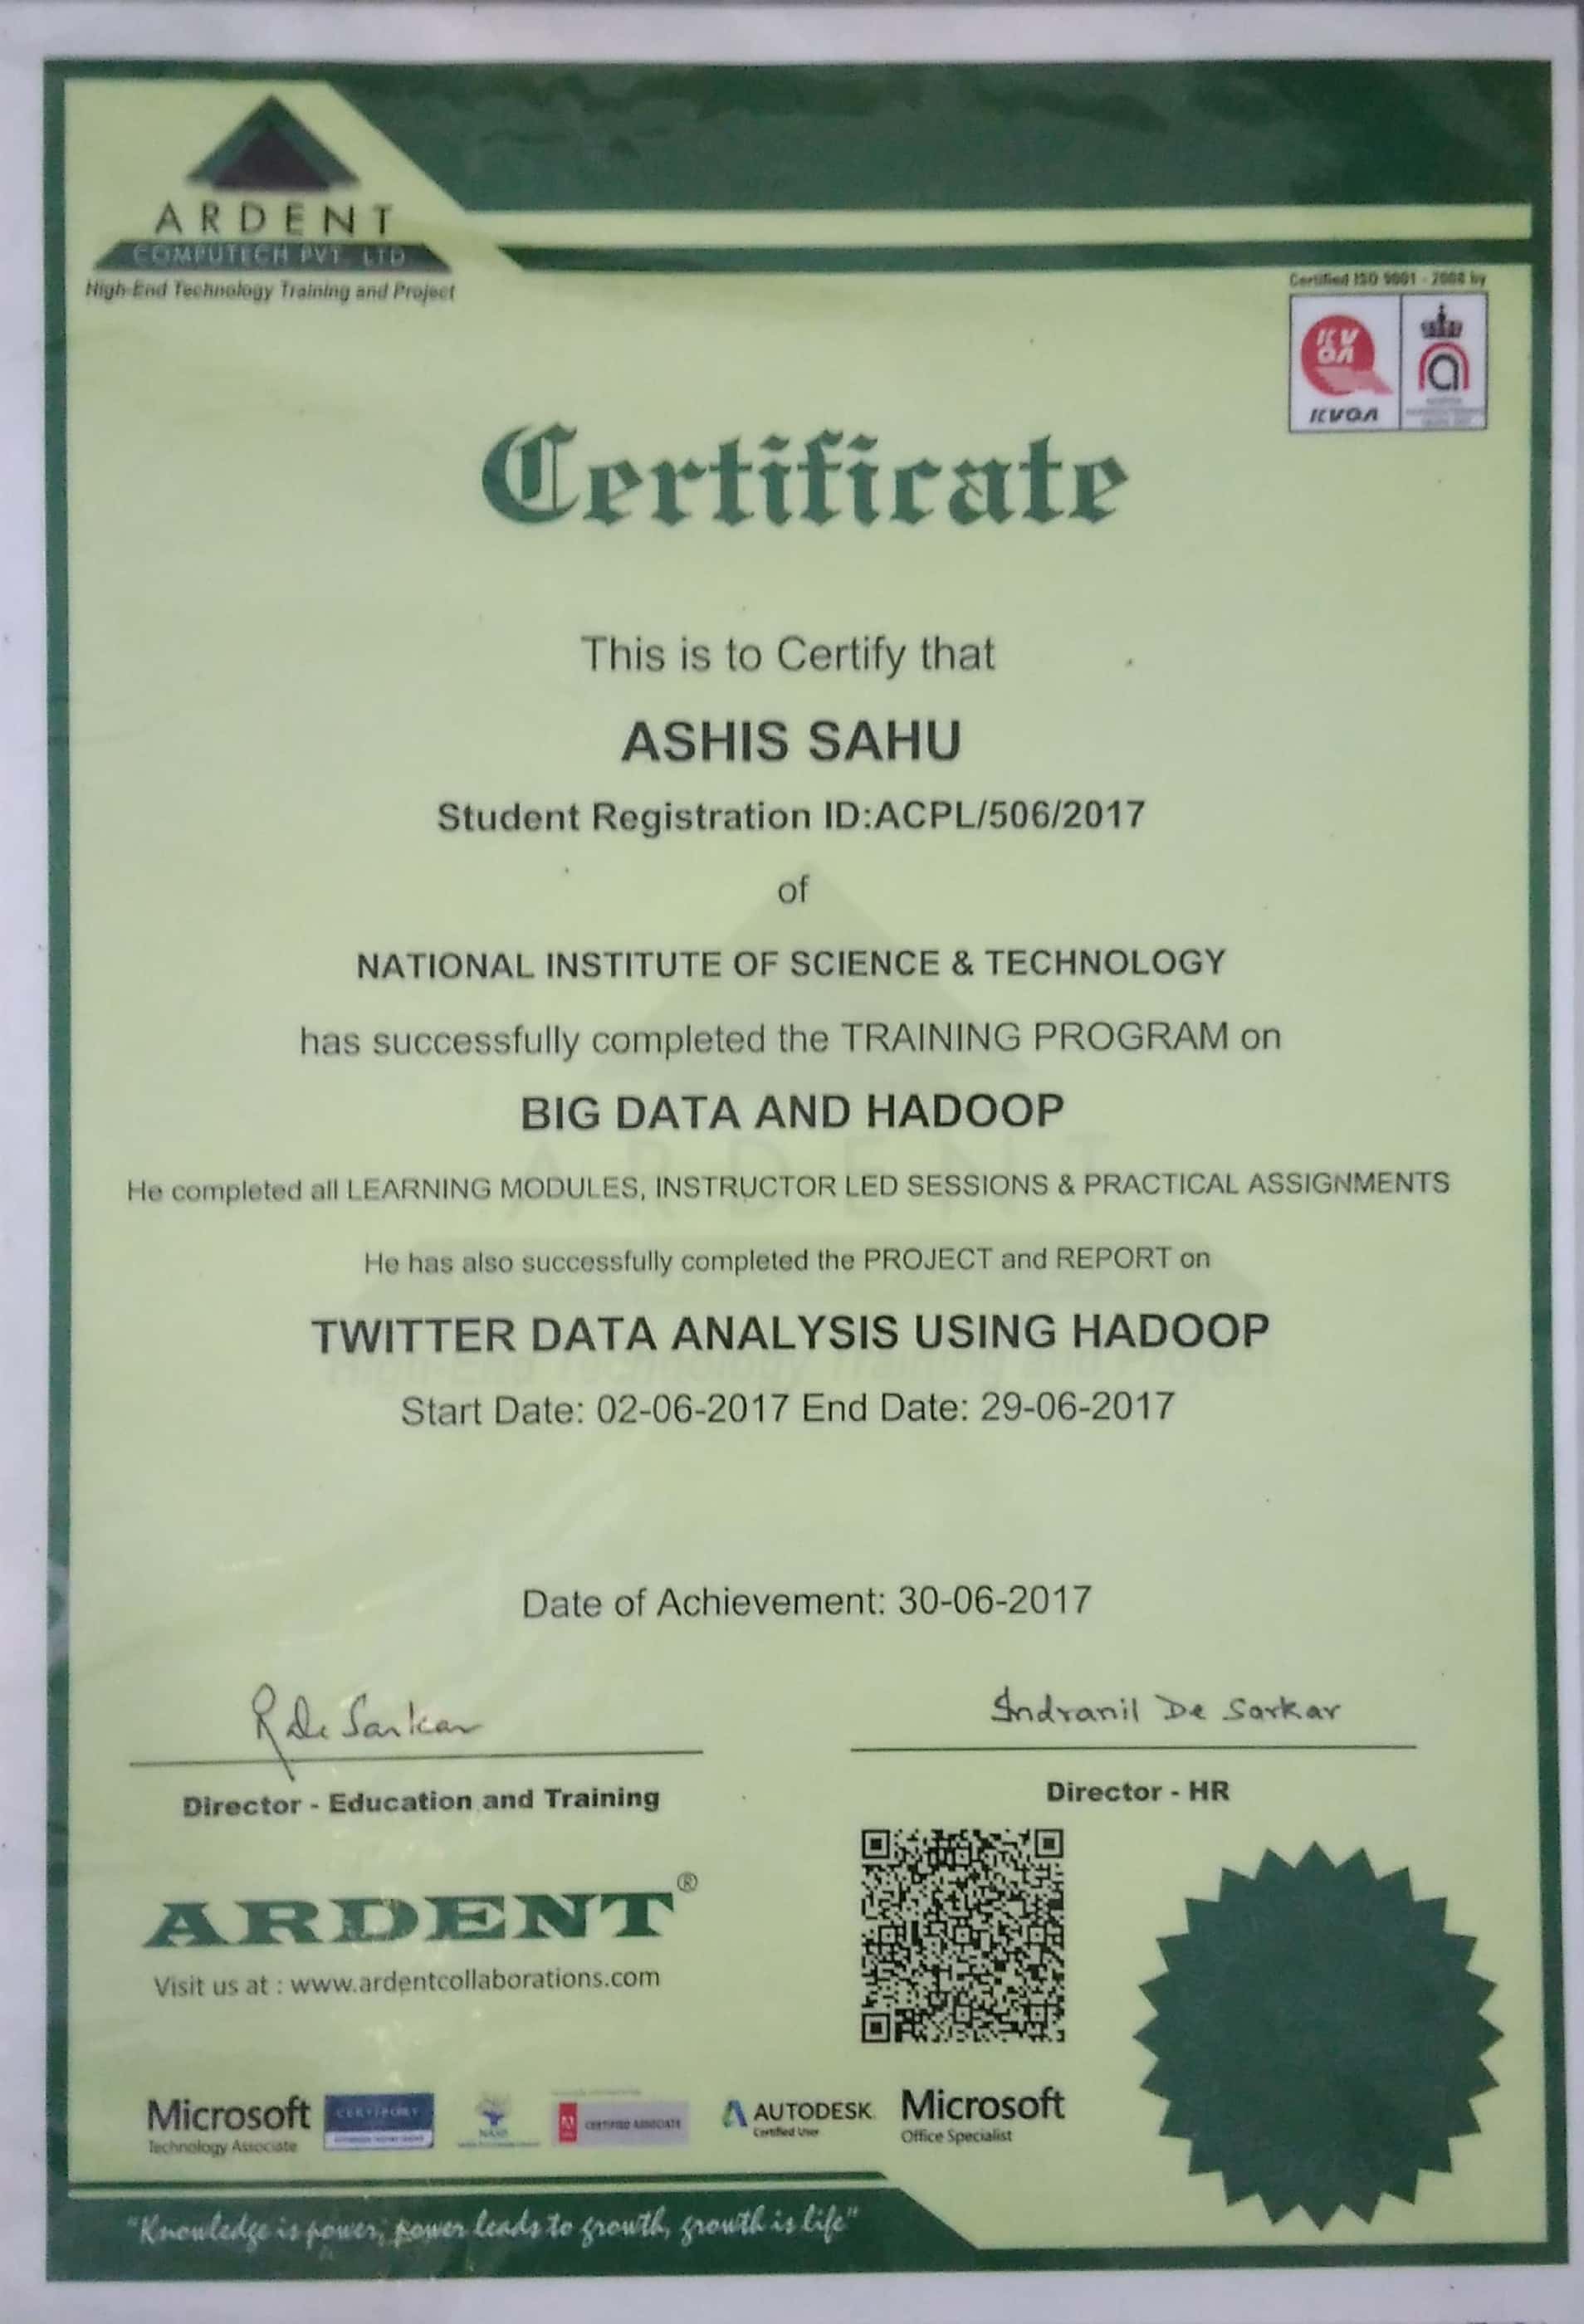 ARDENT
COMPUTECH PVT. LTD.
High-End Technology Training and Project
Certified ISO 9001 - 2008 by
KVQA
KVQA
Certificate
This is to Certify that
ASHIS SAHU
Student Registration ID:ACPL/506/2017
of
NATIONAL INSTITUTE OF SCIENCE & TECHNOLOGY
has successfully completed the TRAINING PROGRAM on
BIG DATA AND HADOOP
He completed all LEARNING MODULES, INSTRUCTOR LED SESSIONS & PRACTICAL ASSIGNMENTS
He has also successfully completed the PROJECT and REPORT on
TWITTER DATA ANALYSIS USING HADOOP
Start Date: 02-06-2017 End Date: 29-06-2017
Date of Achievement: 30-06-2017
R De Sarkar
Indranil De Sarkar
Director - Education and Training
Director - HR
ARDENT®
Visit us at : www.ardentcollaborations.com
Microsoft
Technology Associate
CERTIPORT
CERTIFIED ASSOCIATE
AUTODESK
Certified User
Microsoft
Office Specialist
"Knowledge is power, power leads to growth, growth is life"